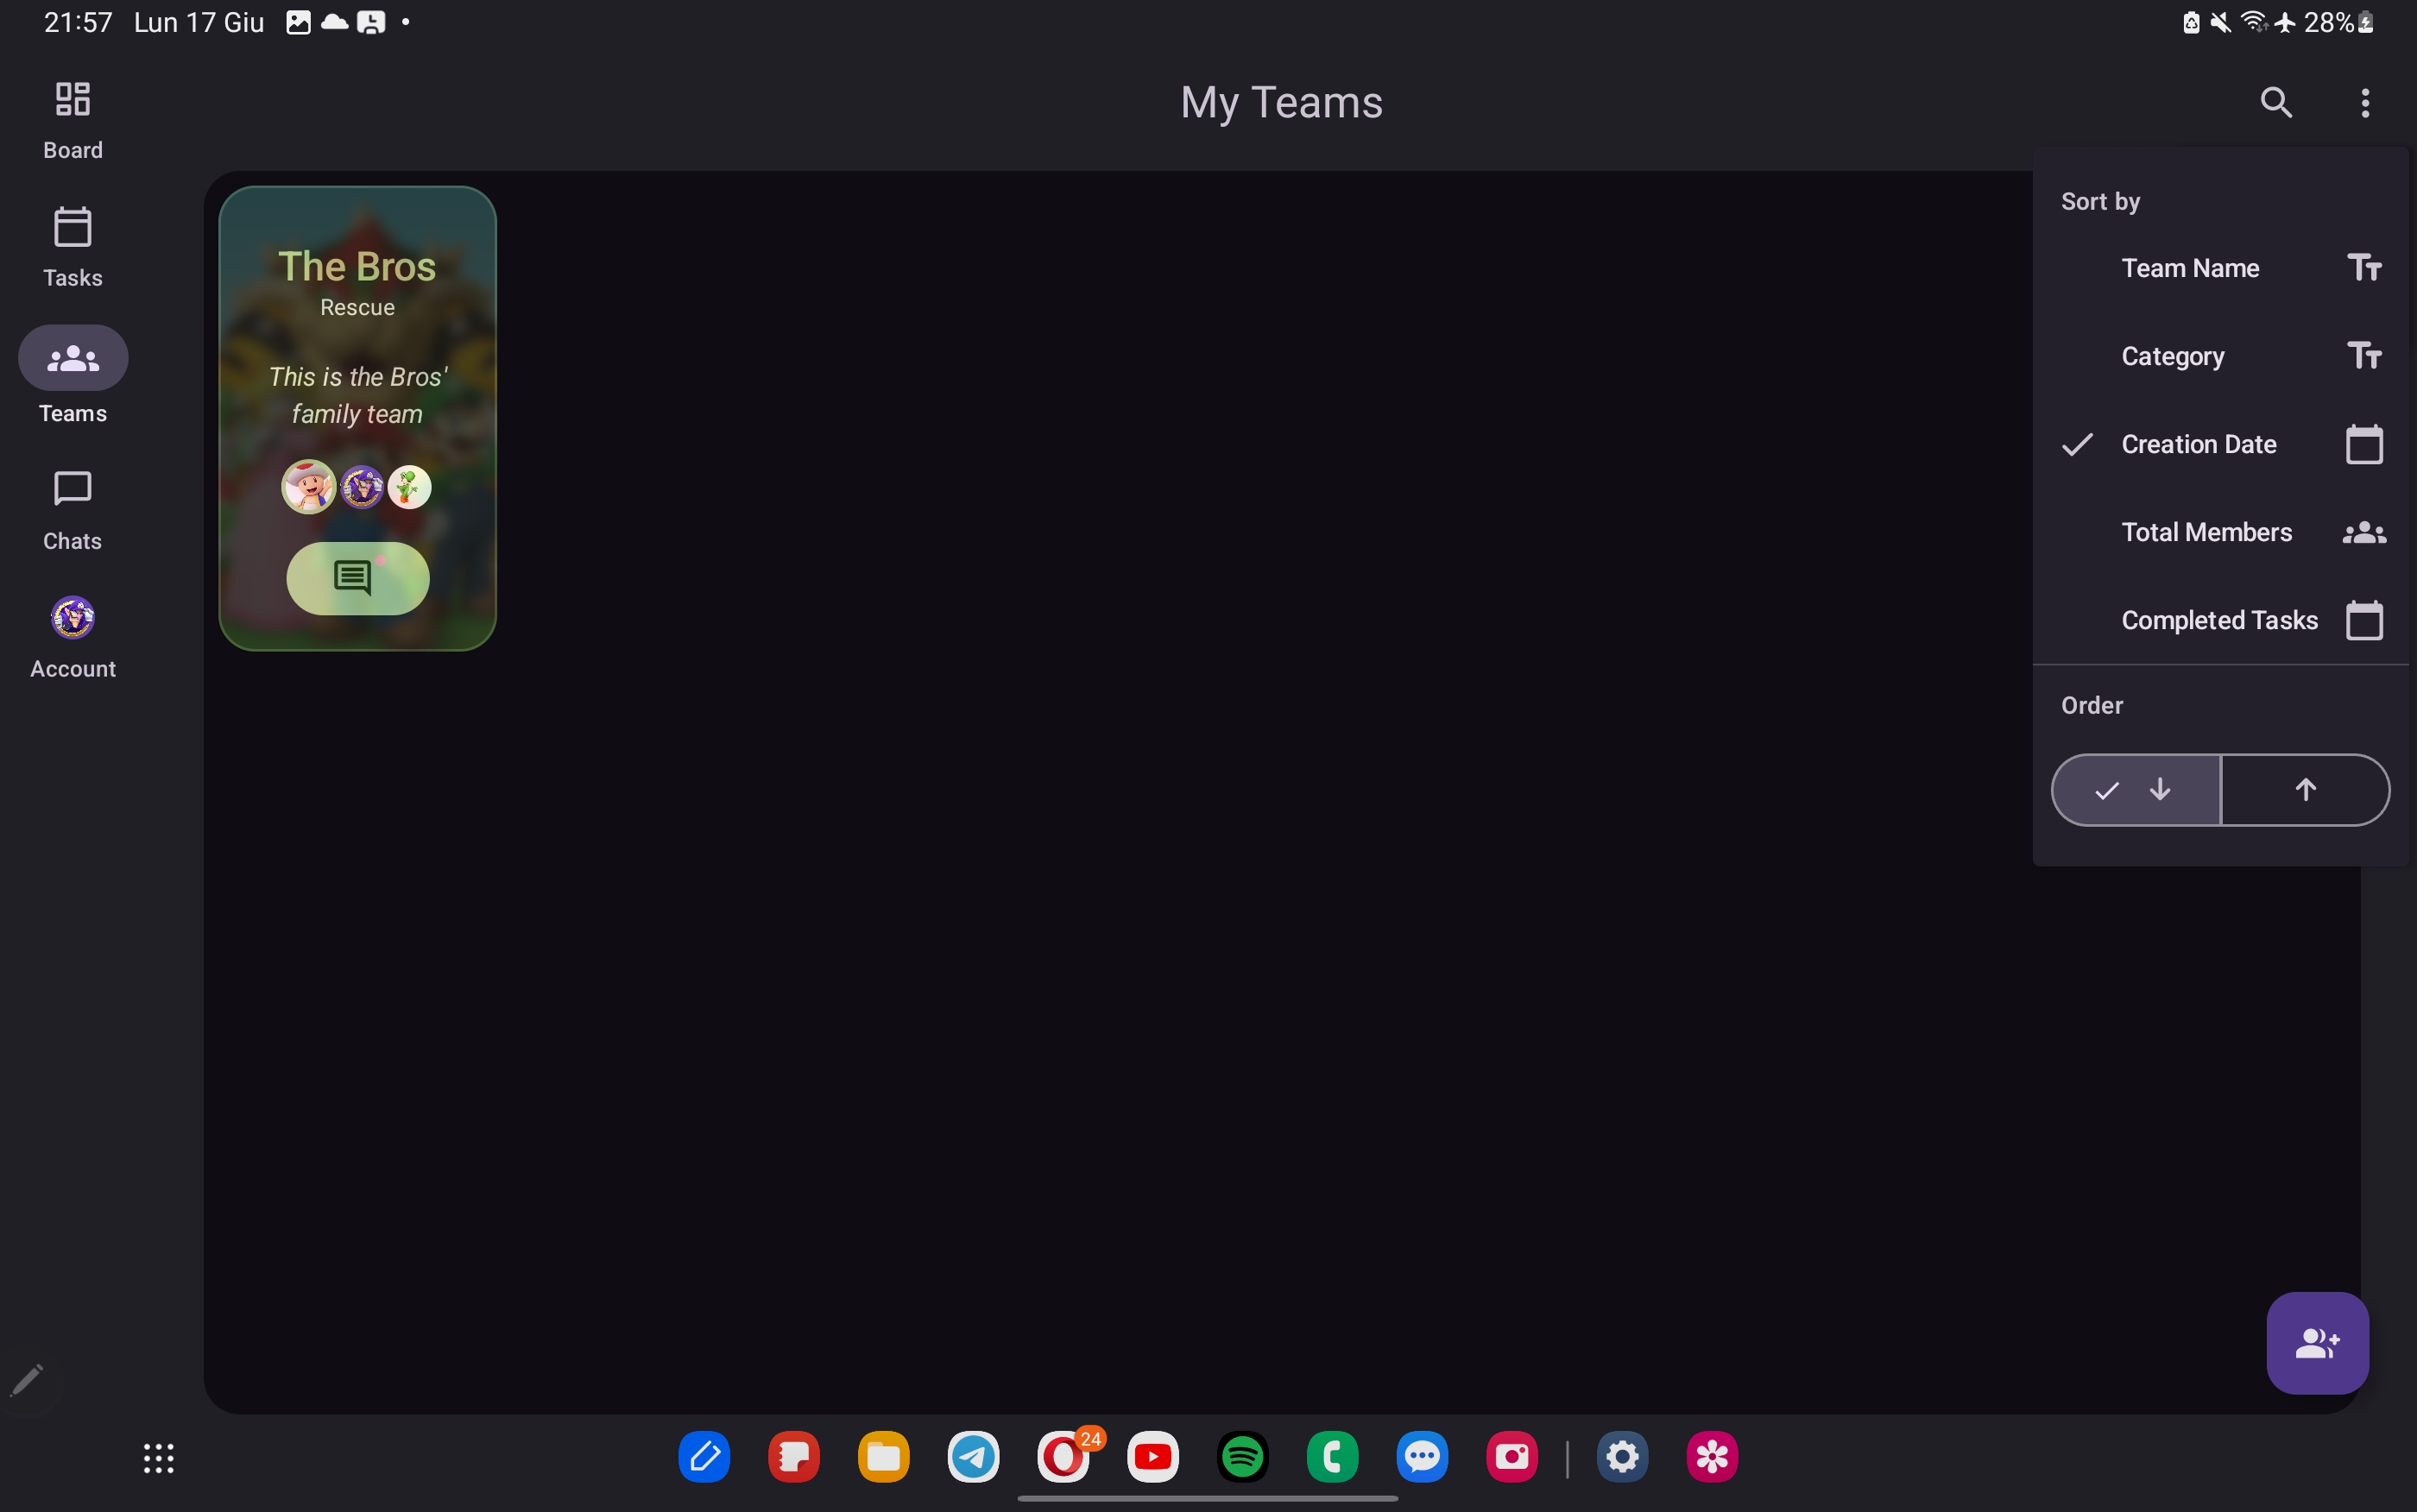 21:57 Lun 17 Giu
28%
My Teams
Board
Tasks
Teams
Chats
Account
The Bros
Rescue
This is the Bros'
family team
Sort by
Team Name
Category
Creation Date
Total Members
Completed Tasks
Order
24